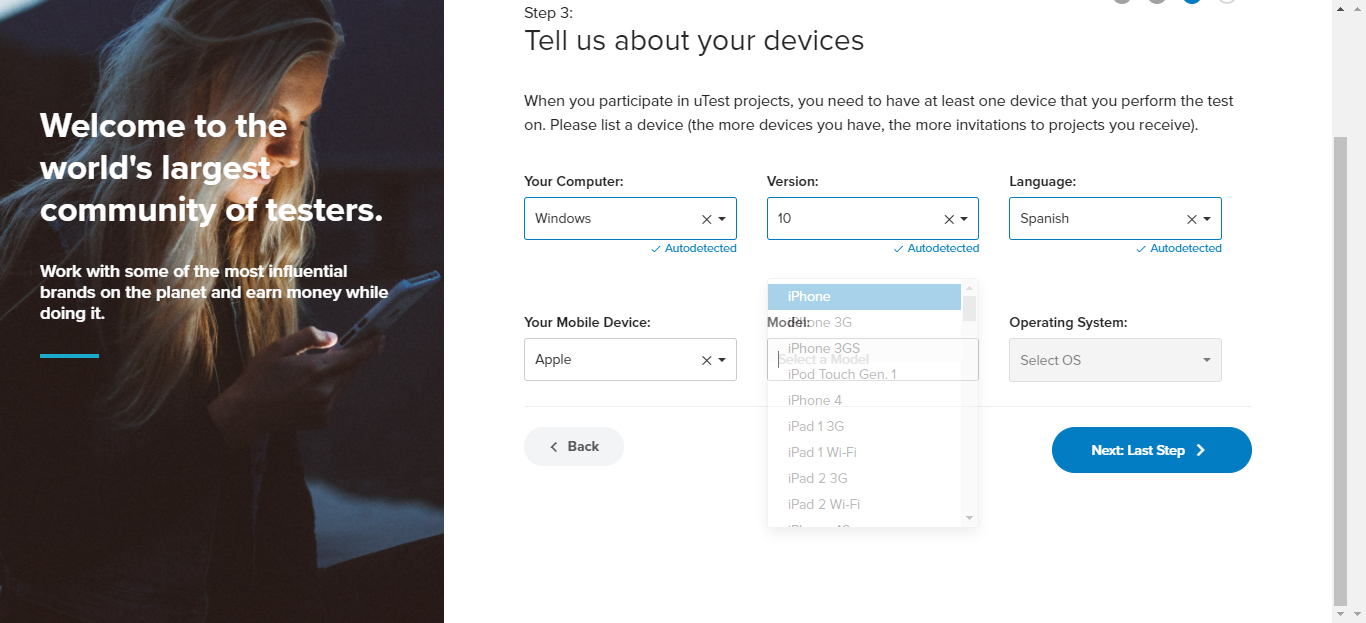 Welcome to the
world's largest
community of testers.
Work with some of the most influential
brands on the planet and earn money while
doing it.
Step 3:
Tell us about your devices
When you participate in uTest projects, you need to have at least one device that you perform the test
on. Please list a device (the more devices you have, the more invitations to projects you receive).
Your Computer:
Windows
Autodetected
Version:
10
Autodetected
Language:
Spanish
Autodetected
Your Mobile Device:
Apple
Model:
Select a Model
iPhone
iPhone 3G
iPhone 3GS
iPod Touch Gen. 1
iPhone 4
iPad 1 3G
iPad 1 Wi-Fi
iPad 2 3G
iPad 2 Wi-Fi
Operating System:
Select OS
Back
Next: Last Step